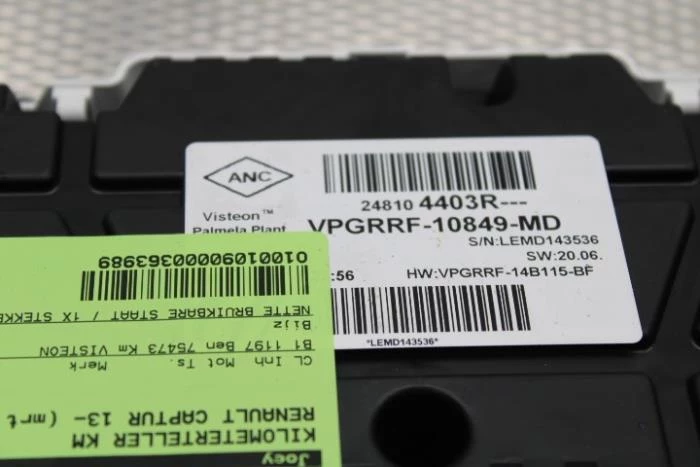 ANC
24810 4403R---
Visteon™
Palmela Plant
VPGRRF-10849-MD
S/N:LEMD143536
SW:20.06.
:56
HW:VPGRRF-14B115-BF
*LEMD143536*
Joey
KILOMETERTELLER KM
RENAULT CAPTUR 13- (mrt
CL Inh Mot Ts. Merk
B1 1197 Ben 75473 Km VISTEON
Bijz
NETTE BRUIKBARE STAAT / 1X STEKKE
0100109000036398​9